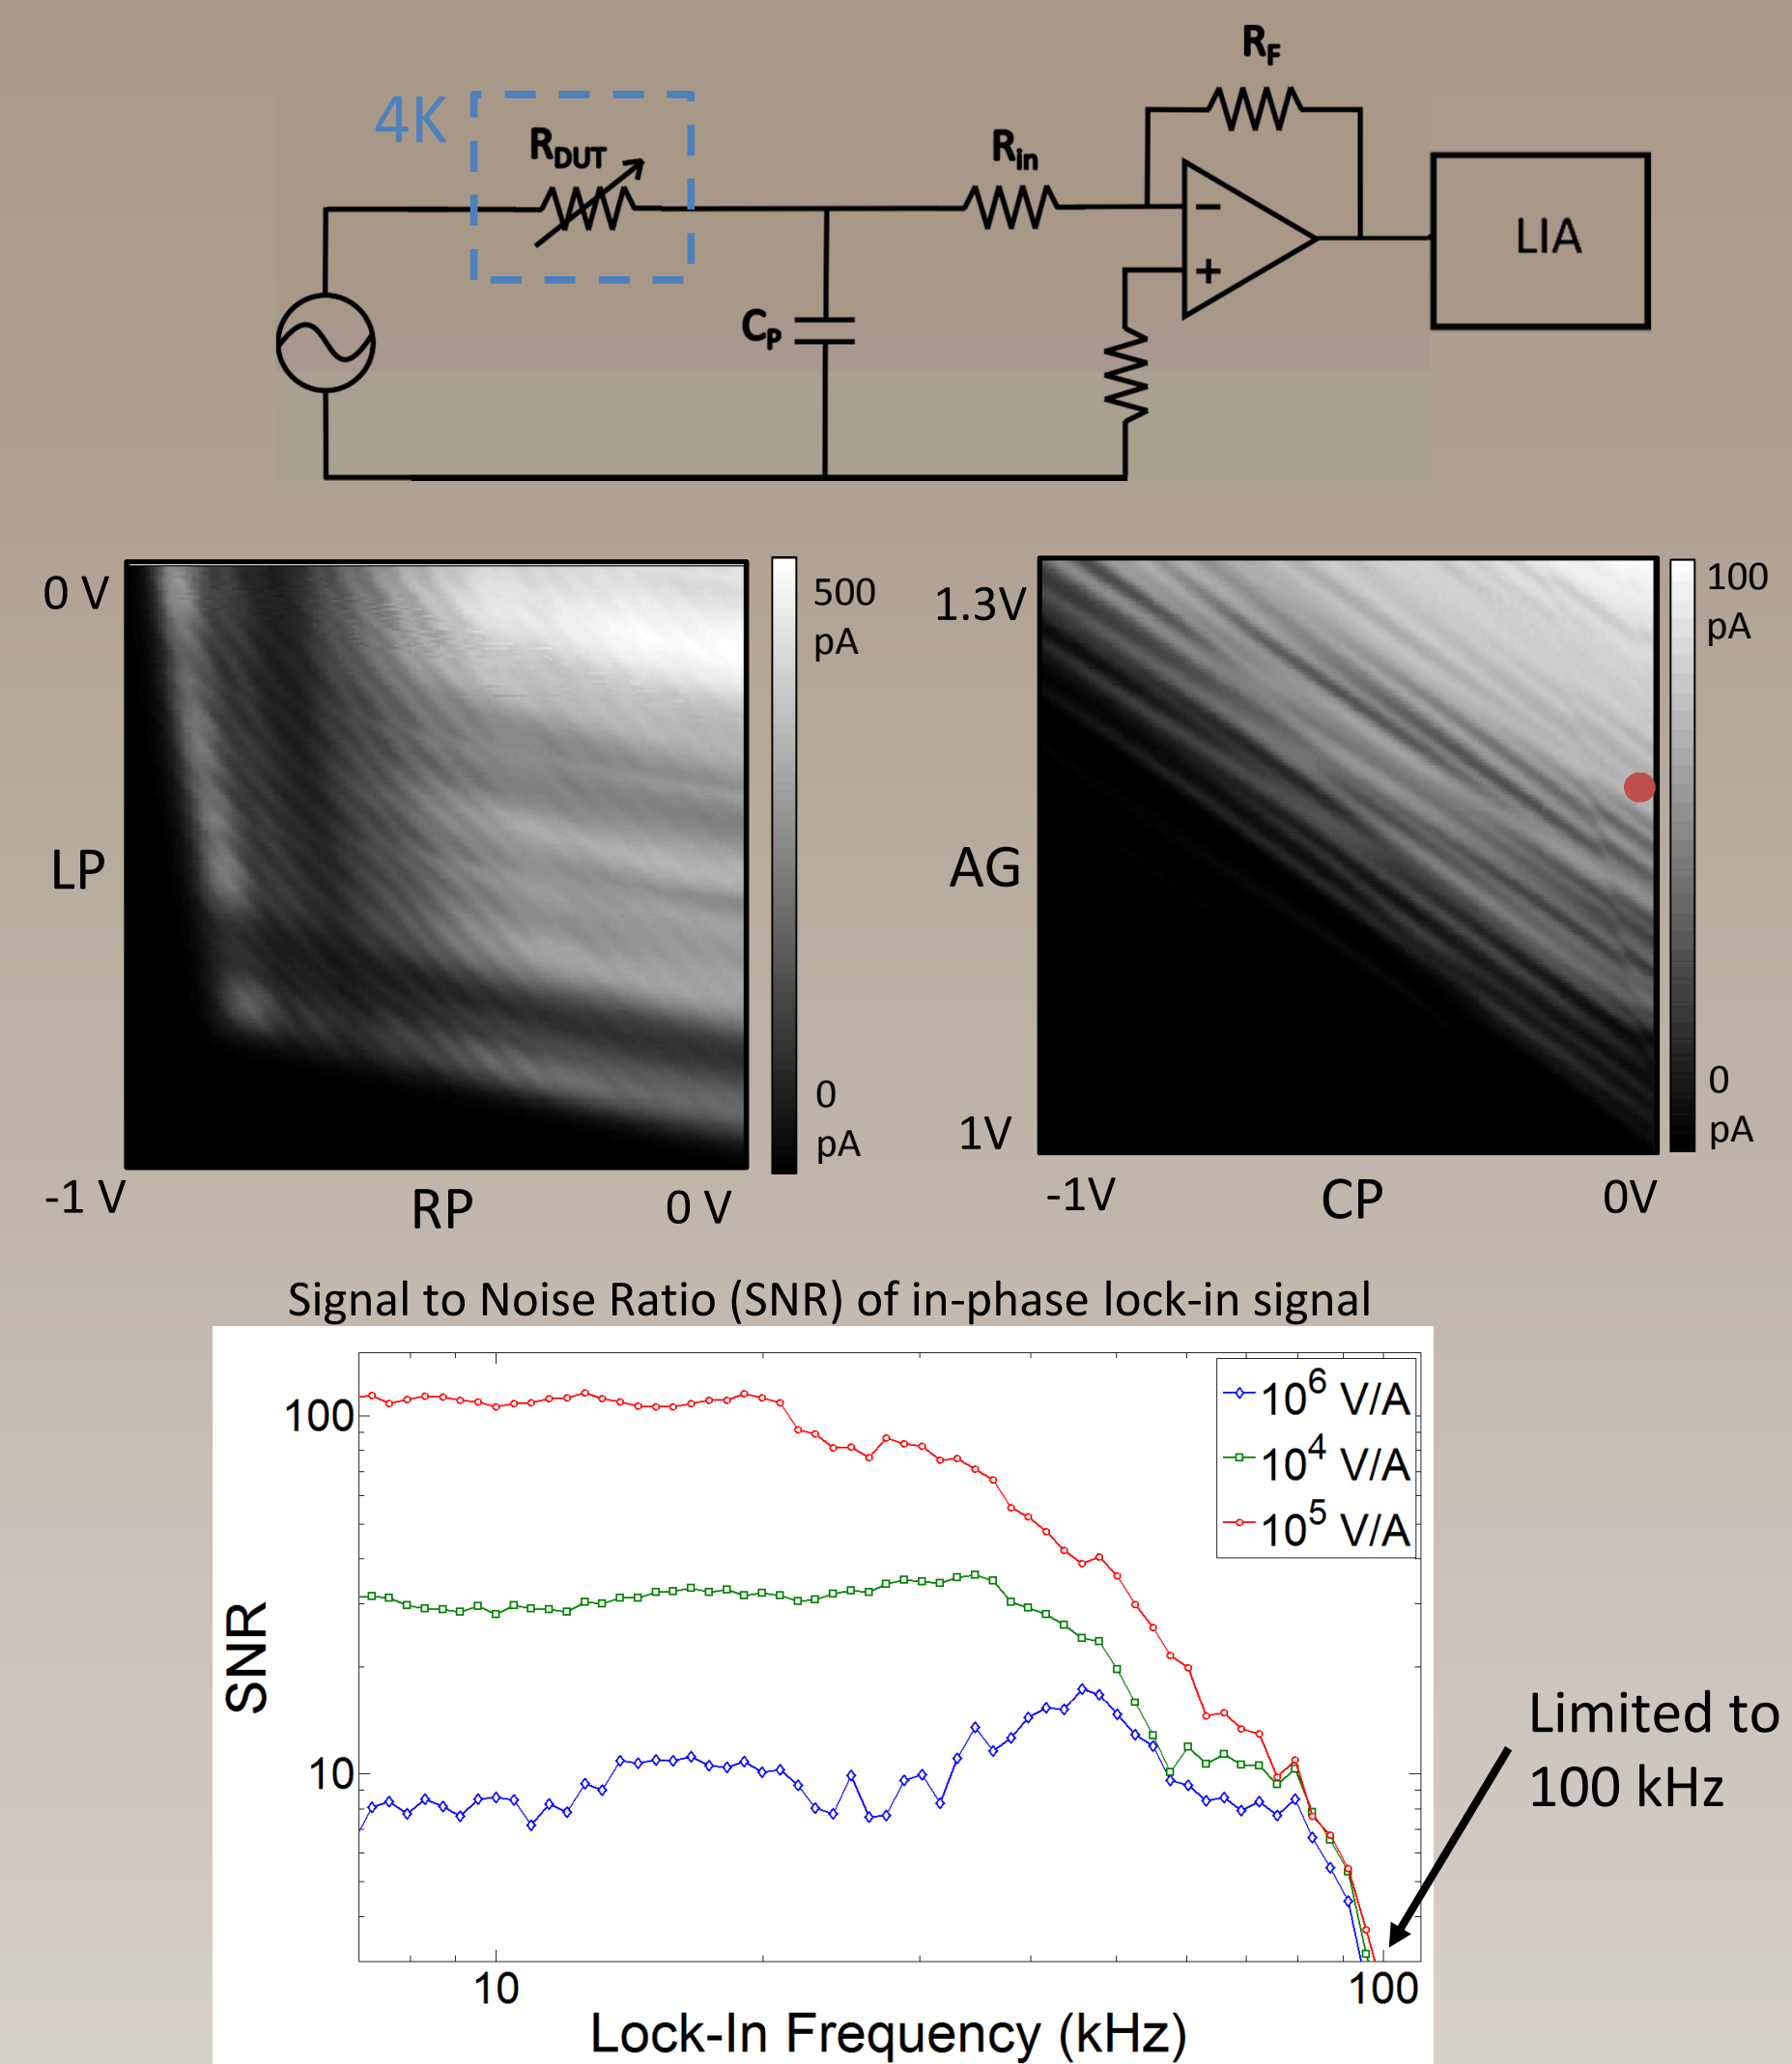 R_F
4K
R_DUT
R_in
LIA
C_P
0 V
500
pA
LP
0
pA
-1 V
RP
0 V
1.3V
100
pA
AG
0
pA
1V
-1V
CP
0V
Signal to Noise Ratio (SNR) of in-phase lock-in signal
10^6 V/A
10^4 V/A
10^5 V/A
100
10
SNR
10
100
Lock-In Frequency (kHz)
Limited to
100 kHz